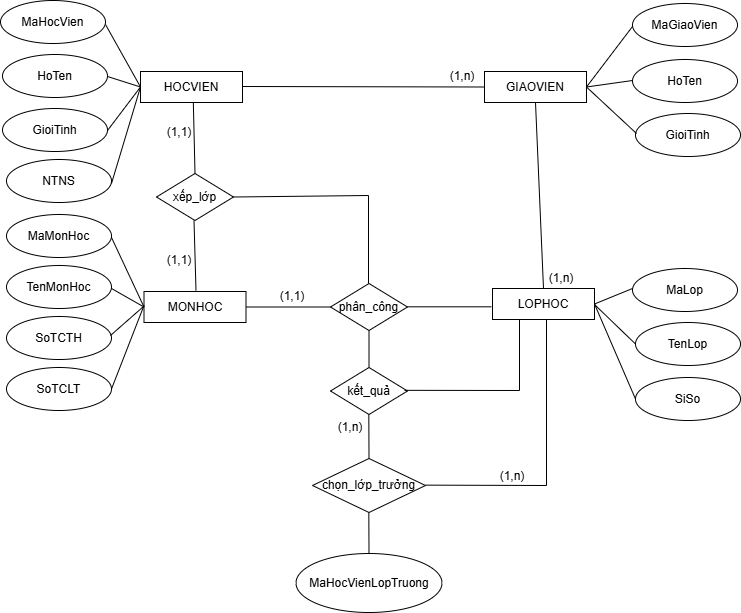 MaHocVien
HoTen
GioiTinh
NTNS
HOCVIEN
(1,n)
GIAOVIEN
MaGiaoVien
HoTen
GioiTinh
(1,1)
xếp_lớp
(1,1)
MaMonHoc
TenMonHoc
SoTCTH
SoTCLT
MONHOC
(1,1)
phân_công
(1,n)
LOPHOC
MaLop
TenLop
SiSo
kết_quả
(1,n)
chọn_lớp_trưởng
(1,n)
MaHocVienLopTruong